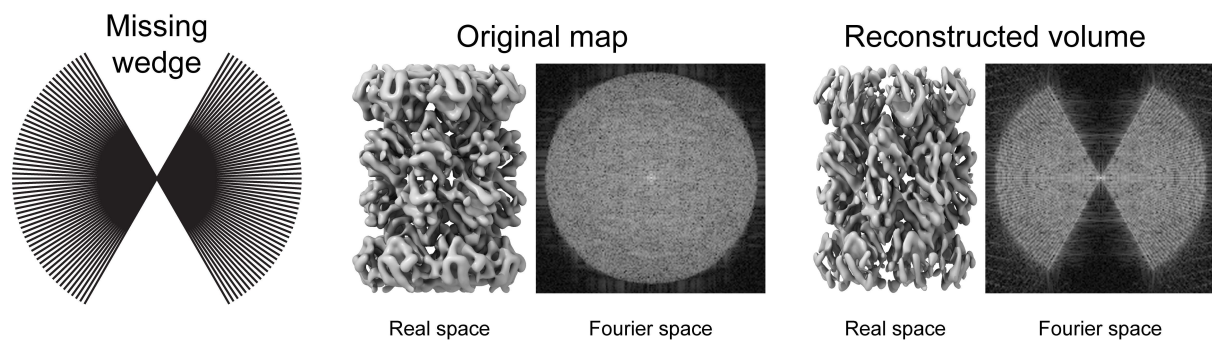 Missing
wedge
Original map
Reconstructed volume
Real space
Fourier space
Real space
Fourier space